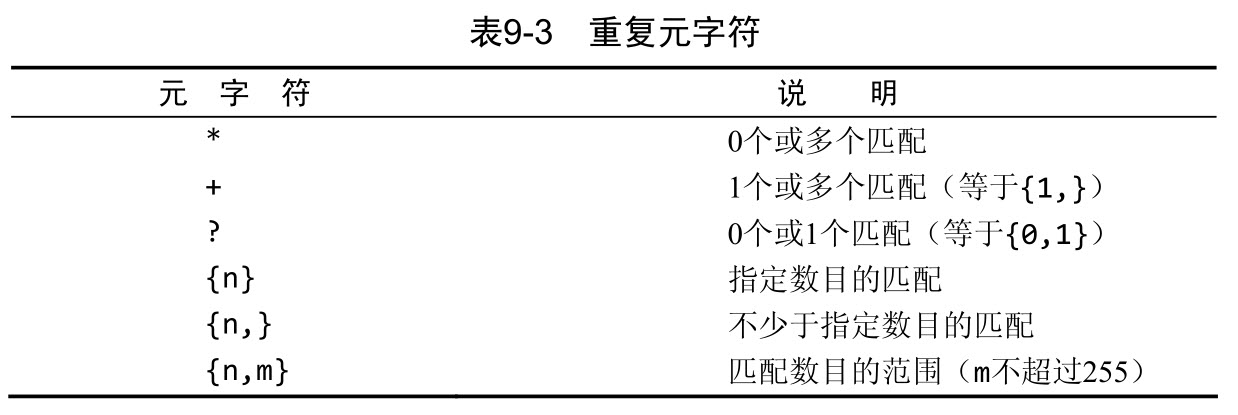 表9-3 重复元字符
元 字 符 说 明
* 0个或多个匹配
+ 1个或多个匹配（等于{1,}）
? 0个或1个匹配（等于{0,1}）
{n} 指定数目的匹配
{n,} 不少于指定数目的匹配
{n,m} 匹配数目的范围（m不超过255）